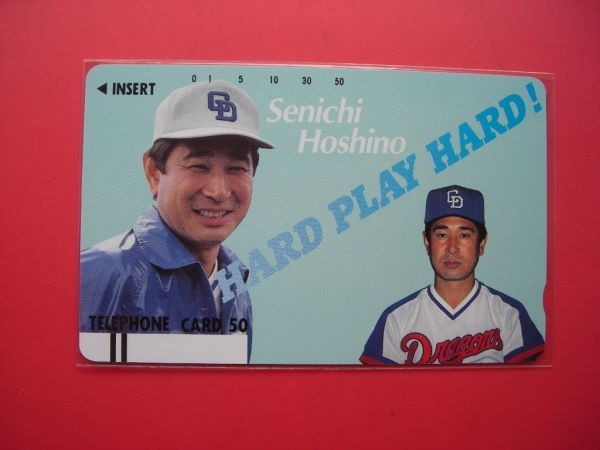 ◀ INSERT
0 1 5 10 30 50
CD
Senichi
Hoshino
HARD PLAY HARD!
CD
Dragons
TELEPHONE CARD 50